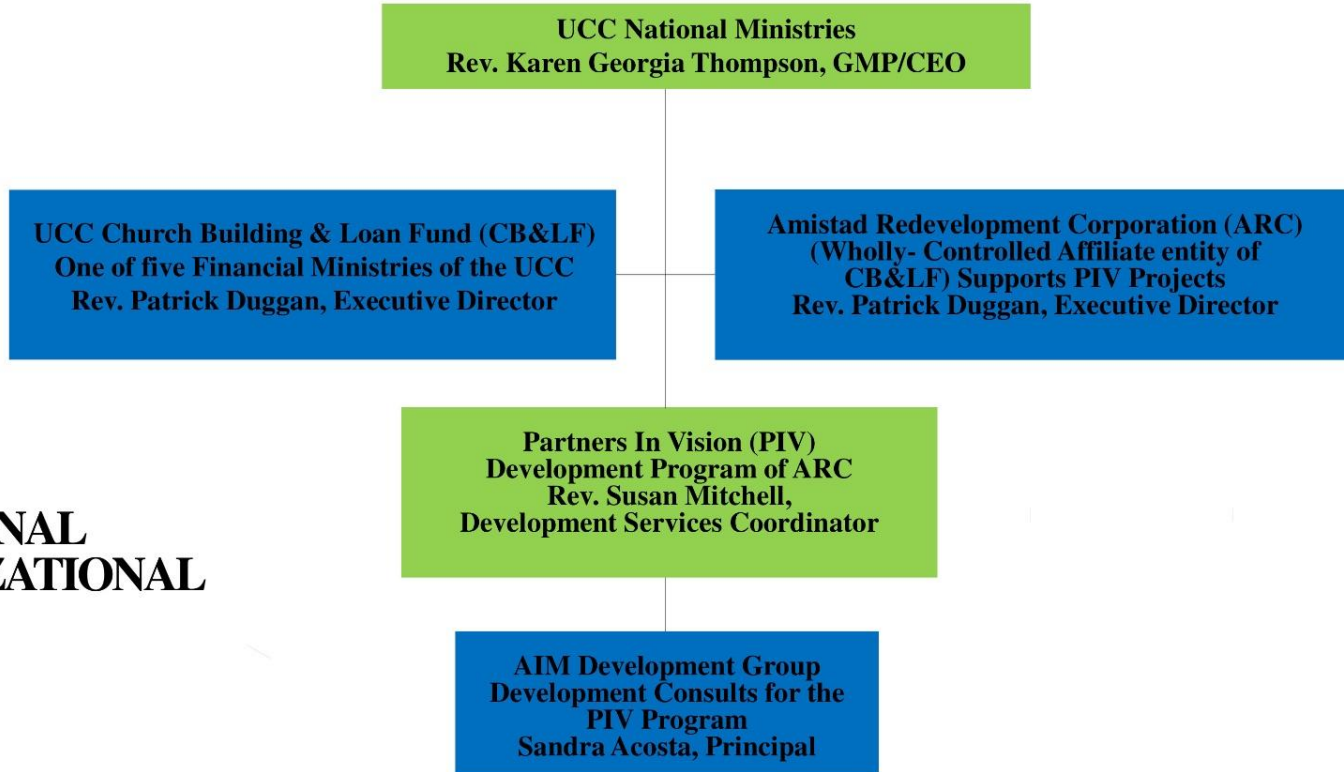 UCC National Ministries
Rev. Karen Georgia Thompson, GMP/CEO
UCC Church Building & Loan Fund (CB&LF)
One of five Financial Ministries of the UCC
Rev. Patrick Duggan, Executive Director
Amistad Redevelopment Corporation (ARC)
(Wholly- Controlled Affiliate entity of
CB&LF) Supports PIV Projects
Rev. Patrick Duggan, Executive Director
Partners In Vision (PIV)
Development Program of ARC
Rev. Susan Mitchell,
Development Services Coordinator
NAL
ZATIONAL
AIM Development Group
Development Consults for the
PIV Program
Sandra Acosta, Principal